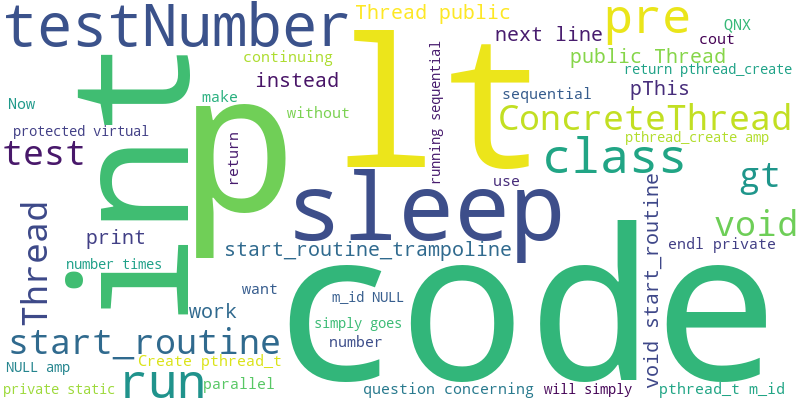 testNumber
Thread public
pre
QNX
next line
cout
continuing
public Thread
int
lt
return pthread_create
instead
running sequential
pThis
Now
make
p
sequential
without
ConcreteThread
protected virtual
pthread_create amp
test
return
class
use
gt
sleep
void start_routine
Thread
void
print
start_routine_trampoline
endl private
number times
code
want
m_id NULL
work
simply goes
start_routine
number
NULL amp
Create pthread_t
run
private static
parallel
question concerning
will simply
pthread_t m_id